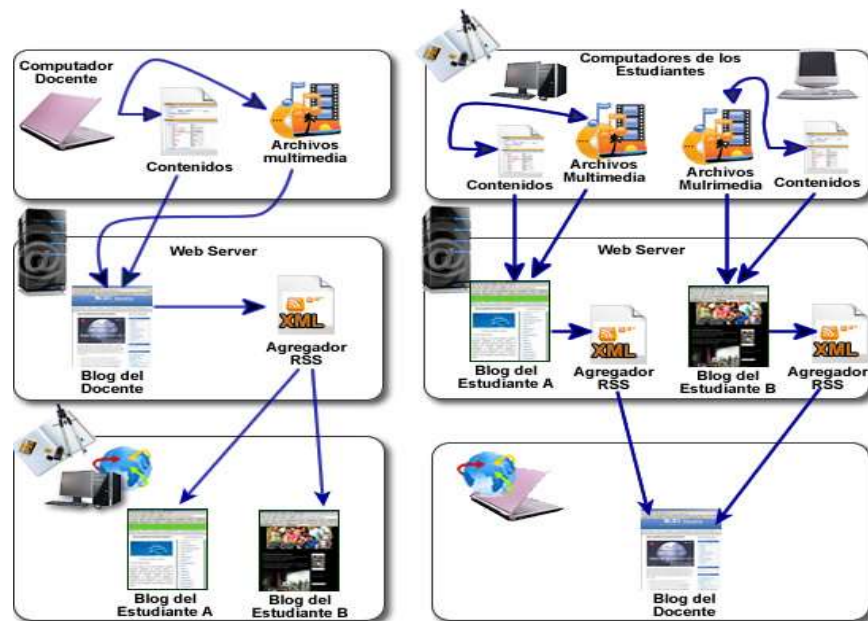 Computador
Docente
Contenidos
Archivos
multimedia
Web Server
Blog del
Docente
XML
Agregador
RSS
Blog del
Estudiante A
Blog del
Estudiante B
Computadores de los
Estudiantes
Contenidos
Archivos
Multimedia
Archivos
Mulrimedia
Contenidos
Web Server
Blog del
Estudiante A
XML
Agregador
RSS
Blog del
Estudiante B
XML
Agregador
RSS
Blog del
Docente